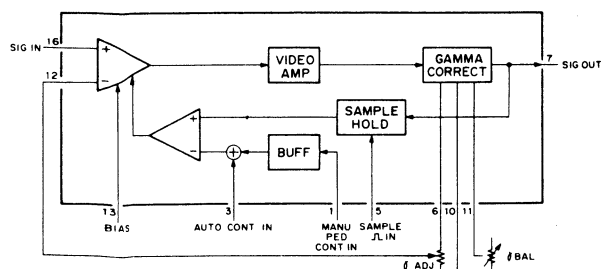 SIG IN
16
+
12
−
VIDEO
AMP
GAMMA
CORRECT
7
SIG OUT
SAMPLE
HOLD
+
−
+
BUFF
13
3
1
5
6 10 11
BIAS
AUTO CONT IN
MANU
PED
CONT IN
SAMPLE
⎍ IN
γ ADJ
γ BAL